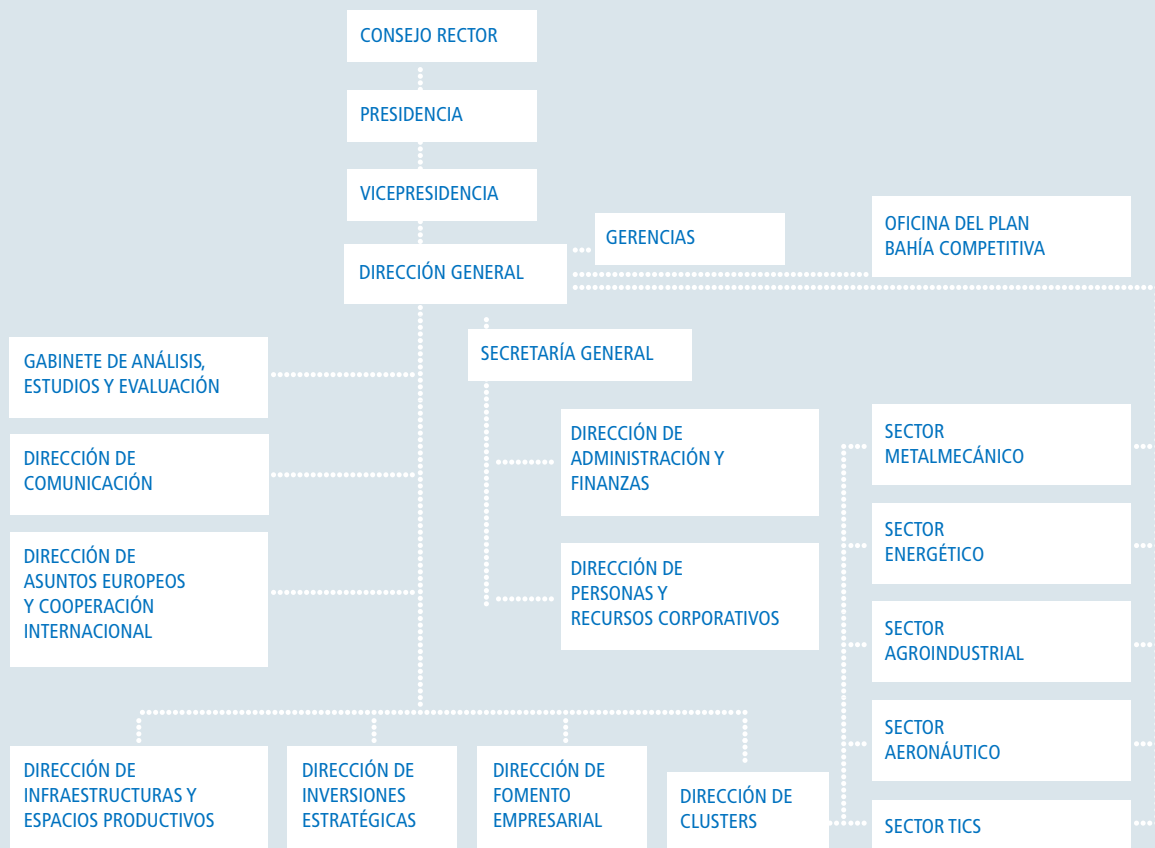 CONSEJO RECTOR
PRESIDENCIA
VICEPRESIDENCIA
DIRECCIÓN GENERAL
GERENCIAS
OFICINA DEL PLAN
BAHÍA COMPETITIVA
SECRETARÍA GENERAL
GABINETE DE ANÁLISIS,
ESTUDIOS Y EVALUACIÓN
DIRECCIÓN DE
COMUNICACIÓN
DIRECCIÓN DE
ASUNTOS EUROPEOS
Y COOPERACIÓN
INTERNACIONAL
DIRECCIÓN DE
ADMINISTRACIÓN Y
FINANZAS
DIRECCIÓN DE
PERSONAS Y
RECURSOS CORPORATIVOS
SECTOR
METALMECÁNICO
SECTOR
ENERGÉTICO
SECTOR
AGROINDUSTRIAL
SECTOR
AERONÁUTICO
SECTOR TICS
DIRECCIÓN DE
INFRAESTRUCTURAS Y
ESPACIOS PRODUCTIVOS
DIRECCIÓN DE
INVERSIONES
ESTRATÉGICAS
DIRECCIÓN DE
FOMENTO
EMPRESARIAL
DIRECCIÓN DE
CLUSTERS